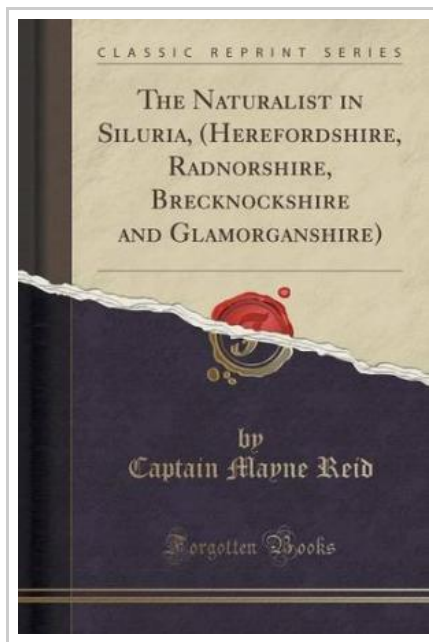 CLASSIC REPRINT SERIES
THE NATURALIST IN
SILURIA, (HEREFORDSHIRE,
RADNORSHIRE,
BRECKNOCKSHIRE
AND GLAMORGANSHIRE)
by
Captain Mayne Reid
Forgotten Books